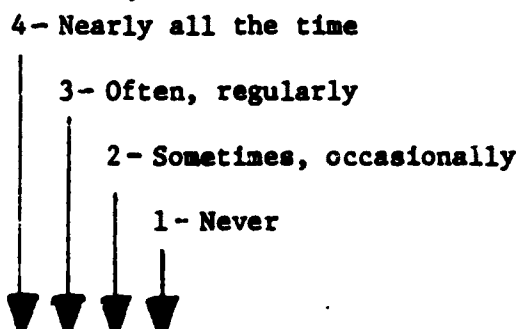 4- Nearly all the time
3- Often, regularly
2- Sometimes, occasionally
1- Never